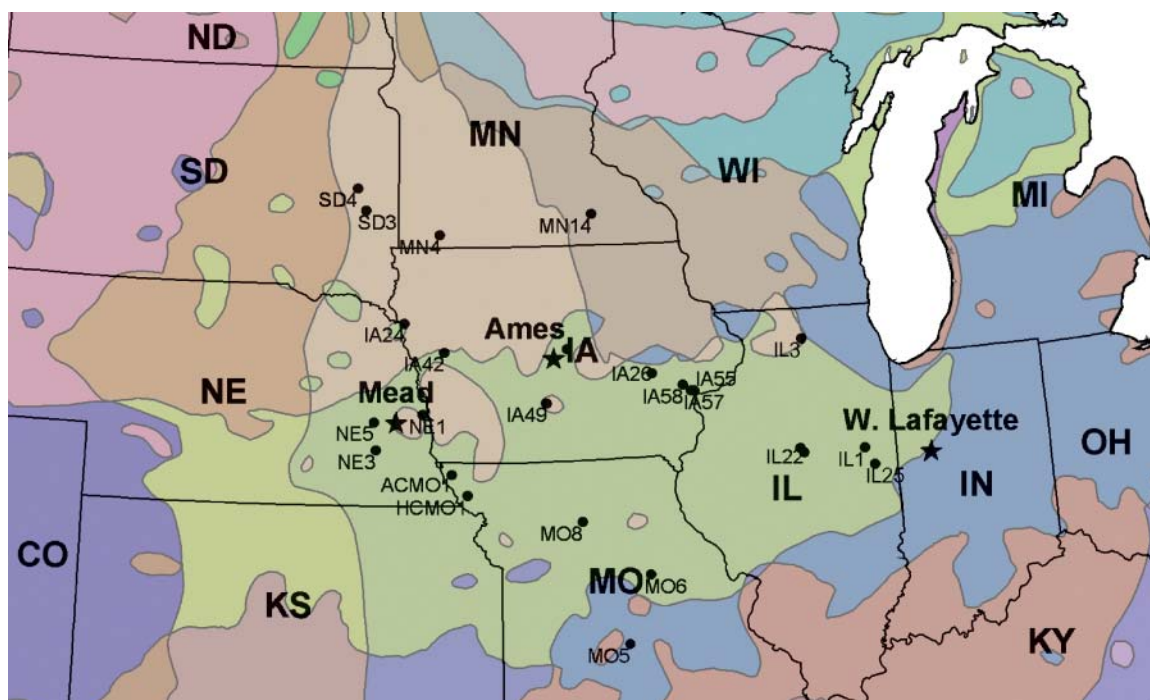 ND
MN
SD
WI
MI
SD4
SD3
MN14
MN4
IA24
Ames
IA
IL3
IA42
IA26
IA55
NE
Mead
IA58
IA57
IA49
W. Lafayette
NE5
NE1
OH
NE3
IL22
IL1
IL25
ACMO1
IL
IN
HCMO1
MO8
CO
MO
MO6
KS
MO5
KY